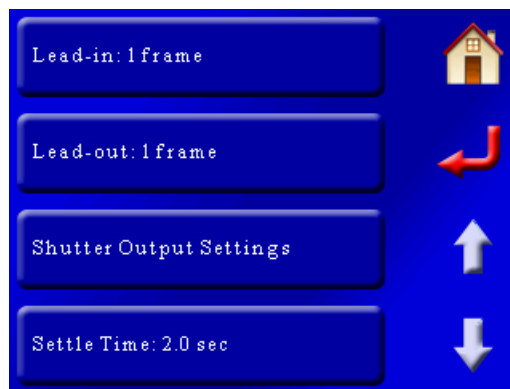 Lead-in: 1 frame
Lead-out: 1 frame
Shutter Output Settings
Settle Time: 2.0 sec